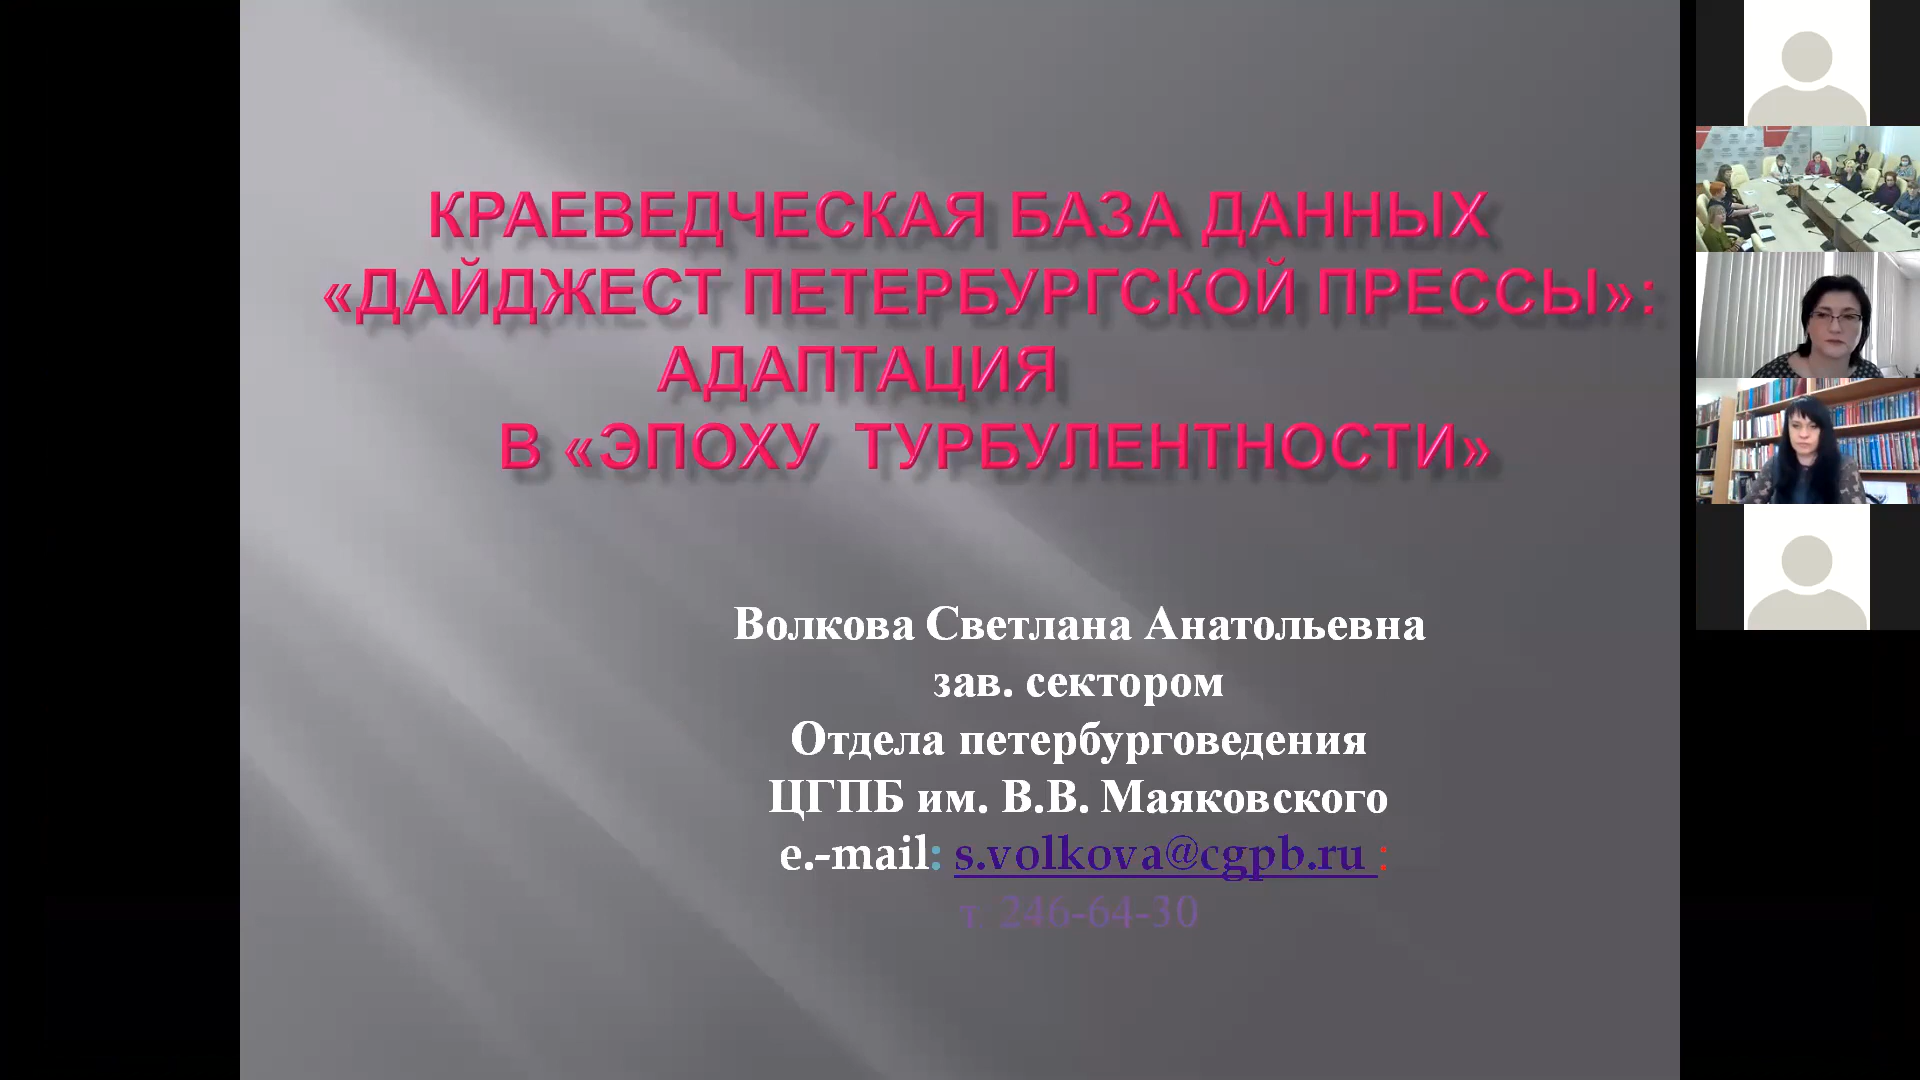 КРАЕВЕДЧЕСКАЯ БАЗА ДАННЫХ
«ДАЙДЖЕСТ ПЕТЕРБУРГСКОЙ ПРЕССЫ»:
АДАПТАЦИЯ
В «ЭПОХУ ТУРБУЛЕНТНОСТИ»
Волкова Светлана Анатольевна
зав. сектором
Отдела петербурговедения
ЦГПБ им. В.В. Маяковского
e.-mail: s.volkova@cgpb.ru :
т. 246-64-30